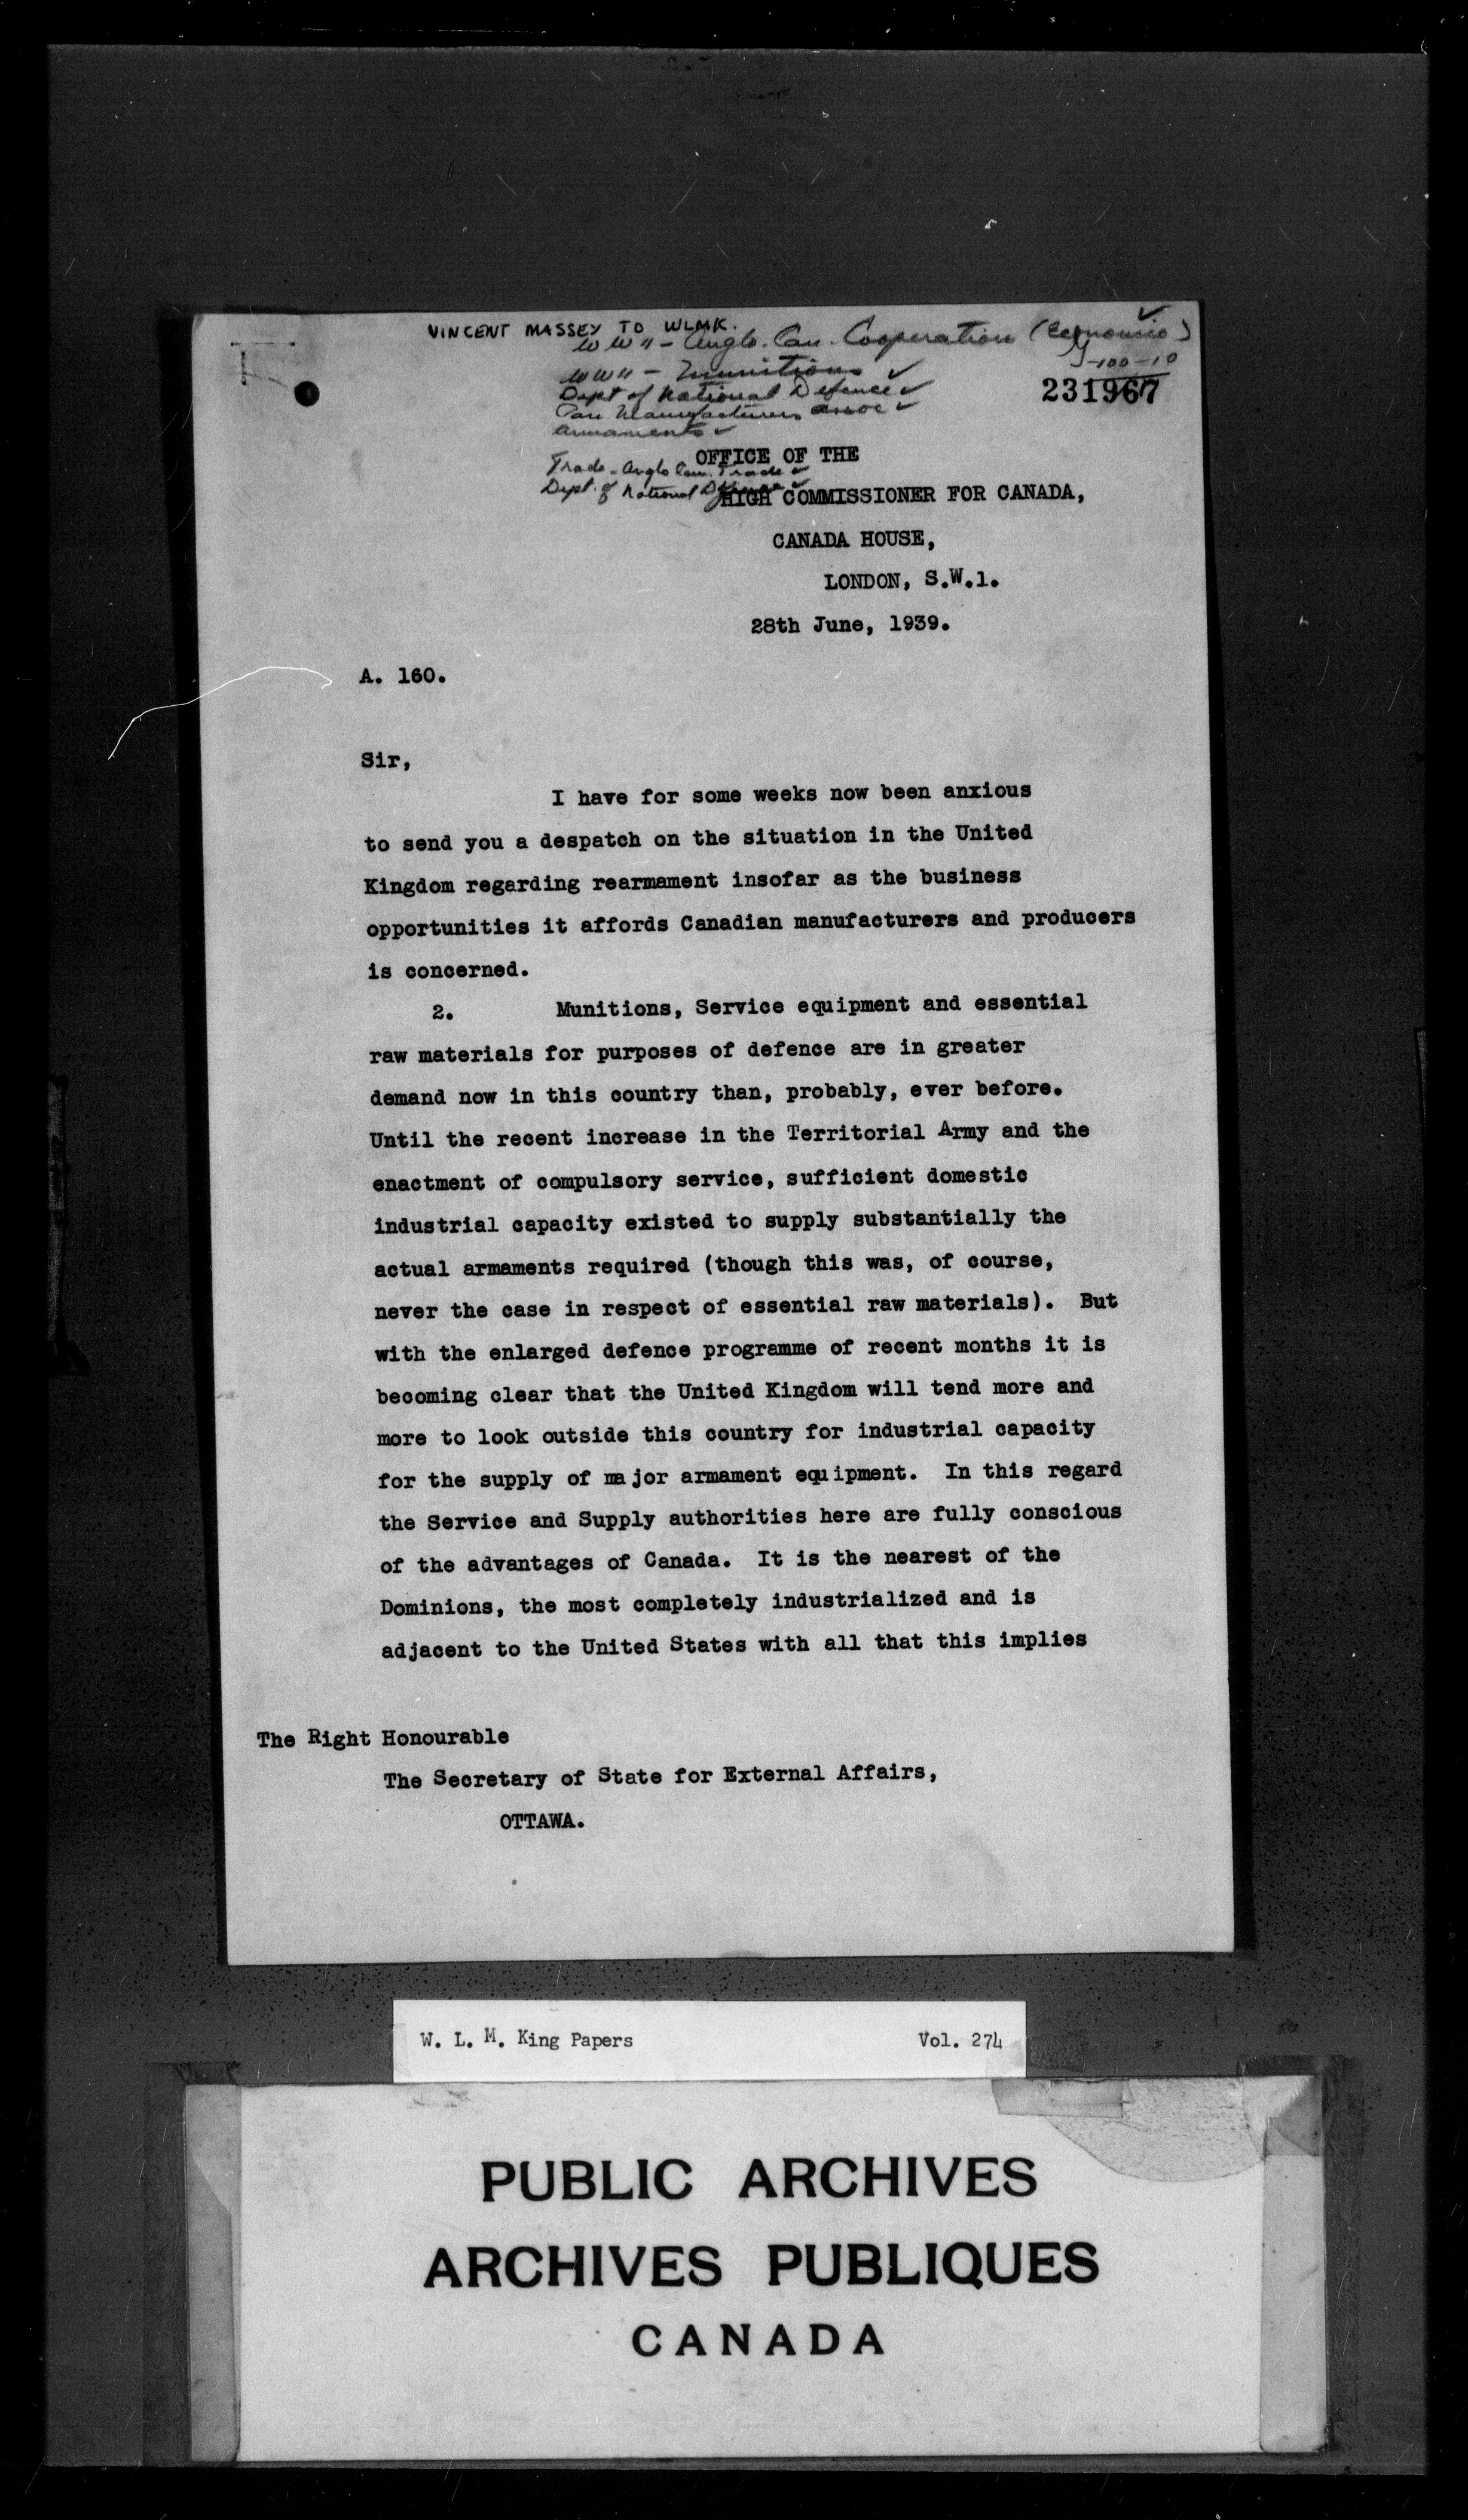 VINCENT MASSEY TO WLMK.
WW II - Anglo. Can. Cooperation (Economic)
J-100-10
WW II - Munitions ✓
231967
Dept of National Defence ✓
Can Manufacturers assoc ✓
armaments ✓
OFFICE OF THE
Trade - Anglo Can. Trade ✓
Dept. of National Defence ✓
HIGH COMMISSIONER FOR CANADA,
CANADA HOUSE,
LONDON, S.W.1.
28th June, 1939.
A. 160.
Sir,
I have for some weeks now been anxious
to send you a despatch on the situation in the United
Kingdom regarding rearmament insofar as the business
opportunities it affords Canadian manufacturers and producers
is concerned.
2. Munitions, Service equipment and essential
raw materials for purposes of defence are in greater
demand now in this country than, probably, ever before.
Until the recent increase in the Territorial Army and the
enactment of compulsory service, sufficient domestic
industrial capacity existed to supply substantially the
actual armaments required (though this was, of course,
never the case in respect of essential raw materials). But
with the enlarged defence programme of recent months it is
becoming clear that the United Kingdom will tend more and
more to look outside this country for industrial capacity
for the supply of major armament equipment. In this regard
the Service and Supply authorities here are fully conscious
of the advantages of Canada. It is the nearest of the
Dominions, the most completely industrialized and is
adjacent to the United States with all that this implies
The Right Honourable
The Secretary of State for External Affairs,
OTTAWA.
W. L. M. King Papers Vol. 274
PUBLIC ARCHIVES
ARCHIVES PUBLIQUES
CANADA